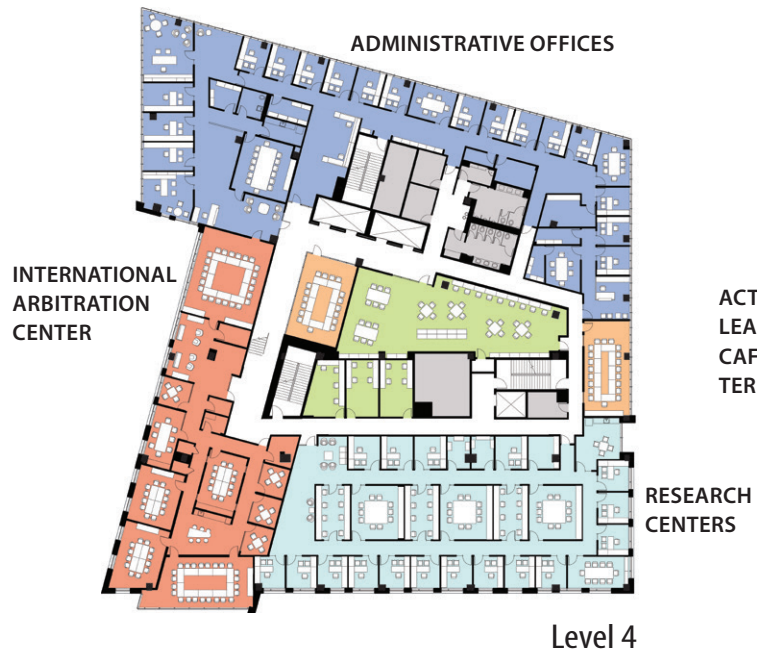 ADMINISTRATIVE OFFICES
INTERNATIONAL
ARBITRATION
CENTER
ACT
LEA
CAF
TER
RESEARCH
CENTERS
Level 4